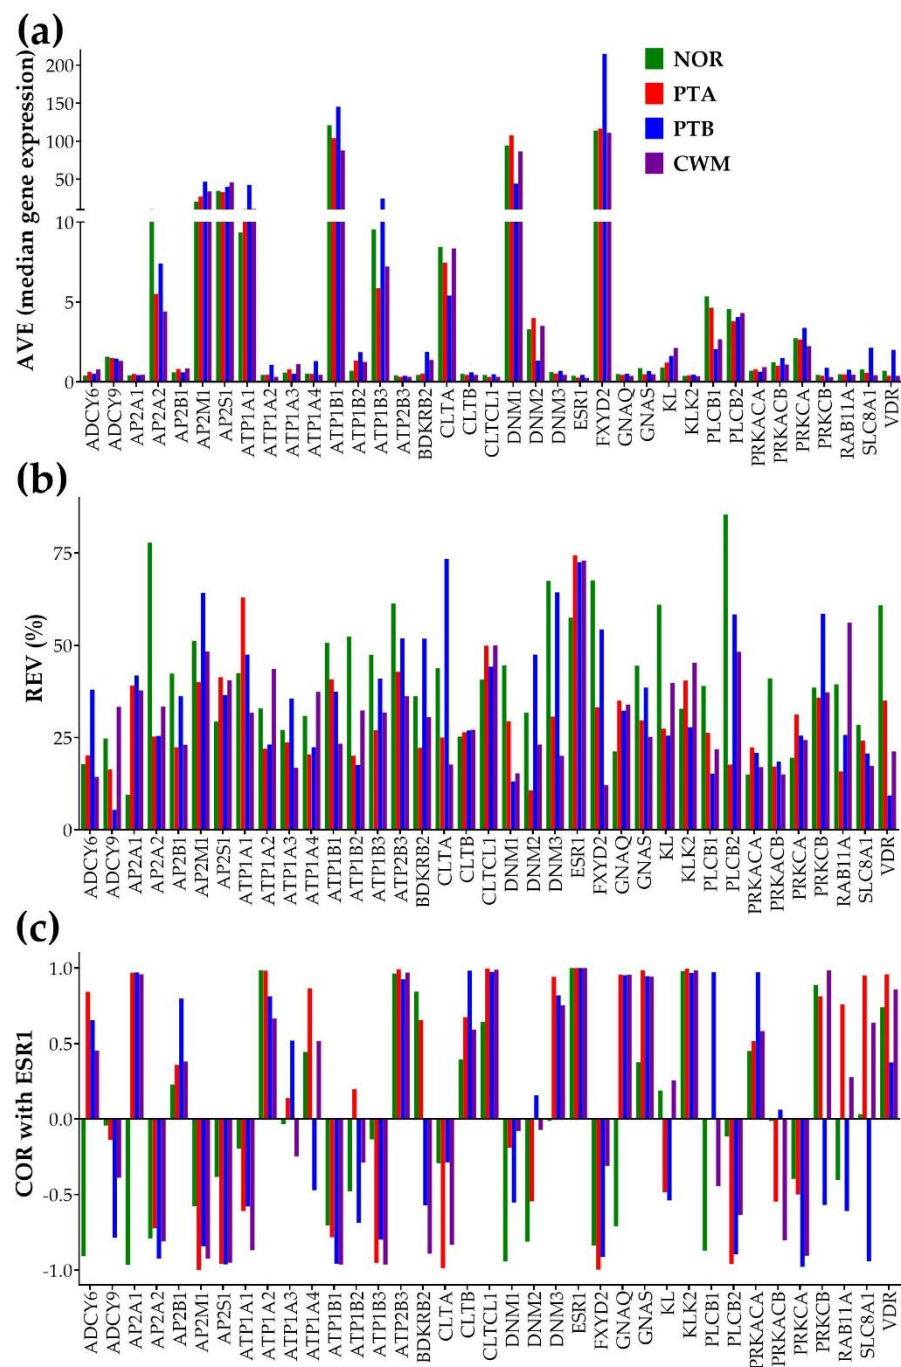 (a)
AVE (median gene expression)
200
150
100
50
10
5
0
NOR
PTA
PTB
CWM
ADCY6
ADCY9
AP2A1
AP2A2
AP2B1
AP2M1
AP2S1
ATP1A1
ATP1A2
ATP1A3
ATP1A4
ATP1B1
ATP1B2
ATP1B3
ATP2B3
BDKRB2
CLTA
CLTB
CLTCL1
DNM1
DNM2
DNM3
ESR1
FXYD2
GNAQ
GNAS
KL
KLK2
PLCB1
PLCB2
PRKACA
PRKACB
PRKCA
PRKCB
RAB11A
SLC8A1
VDR
(b)
REV (%)
75
50
25
0
ADCY6
ADCY9
AP2A1
AP2A2
AP2B1
AP2M1
AP2S1
ATP1A1
ATP1A2
ATP1A3
ATP1A4
ATP1B1
ATP1B2
ATP1B3
ATP2B3
BDKRB2
CLTA
CLTB
CLTCL1
DNM1
DNM2
DNM3
ESR1
FXYD2
GNAQ
GNAS
KL
KLK2
PLCB1
PLCB2
PRKACA
PRKACB
PRKCA
PRKCB
RAB11A
SLC8A1
VDR
(c)
COR with ESR1
1.0
0.5
0.0
-0.5
-1.0
ADCY6
ADCY9
AP2A1
AP2A2
AP2B1
AP2M1
AP2S1
ATP1A1
ATP1A2
ATP1A3
ATP1A4
ATP1B1
ATP1B2
ATP1B3
ATP2B3
BDKRB2
CLTA
CLTB
CLTCL1
DNM1
DNM2
DNM3
ESR1
FXYD2
GNAQ
GNAS
KL
KLK2
PLCB1
PLCB2
PRKACA
PRKACB
PRKCA
PRKCB
RAB11A
SLC8A1
VDR